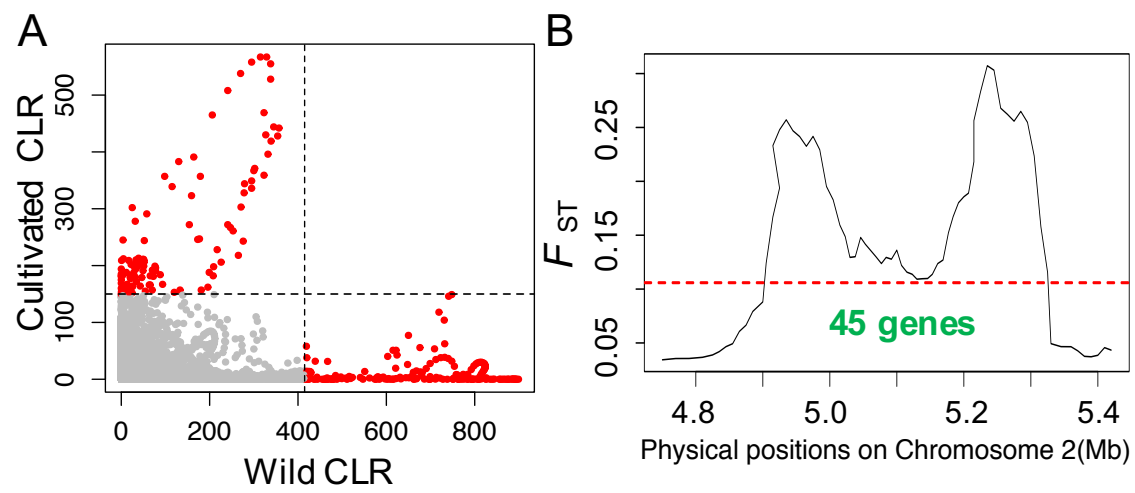 A
Cultivated CLR
500
300
100
0
0
200
400
600
800
Wild CLR
B
F ST
0.25
0.15
0.05
45 genes
4.8
5.0
5.2
5.4
Physical positions on Chromosome 2(Mb)